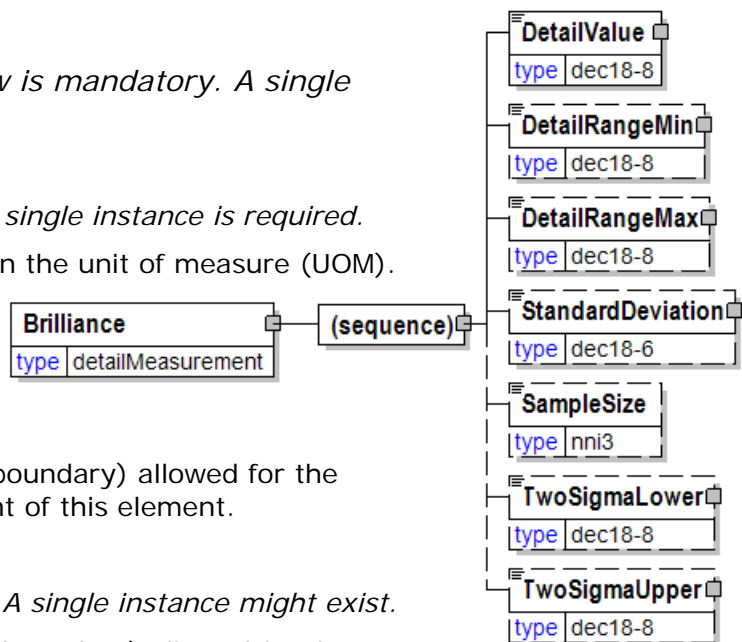 w is mandatory. A single
single instance is required.
n the unit of measure (UOM).
Brilliance
type detailMeasurement
(sequence)
boundary) allowed for the
nt of this element.
A single instance might exist.
DetailValue
type dec18-8
DetailRangeMin
type dec18-8
DetailRangeMax
type dec18-8
StandardDeviation
type dec18-6
SampleSize
type nni3
TwoSigmaLower
type dec18-8
TwoSigmaUpper
type dec18-8